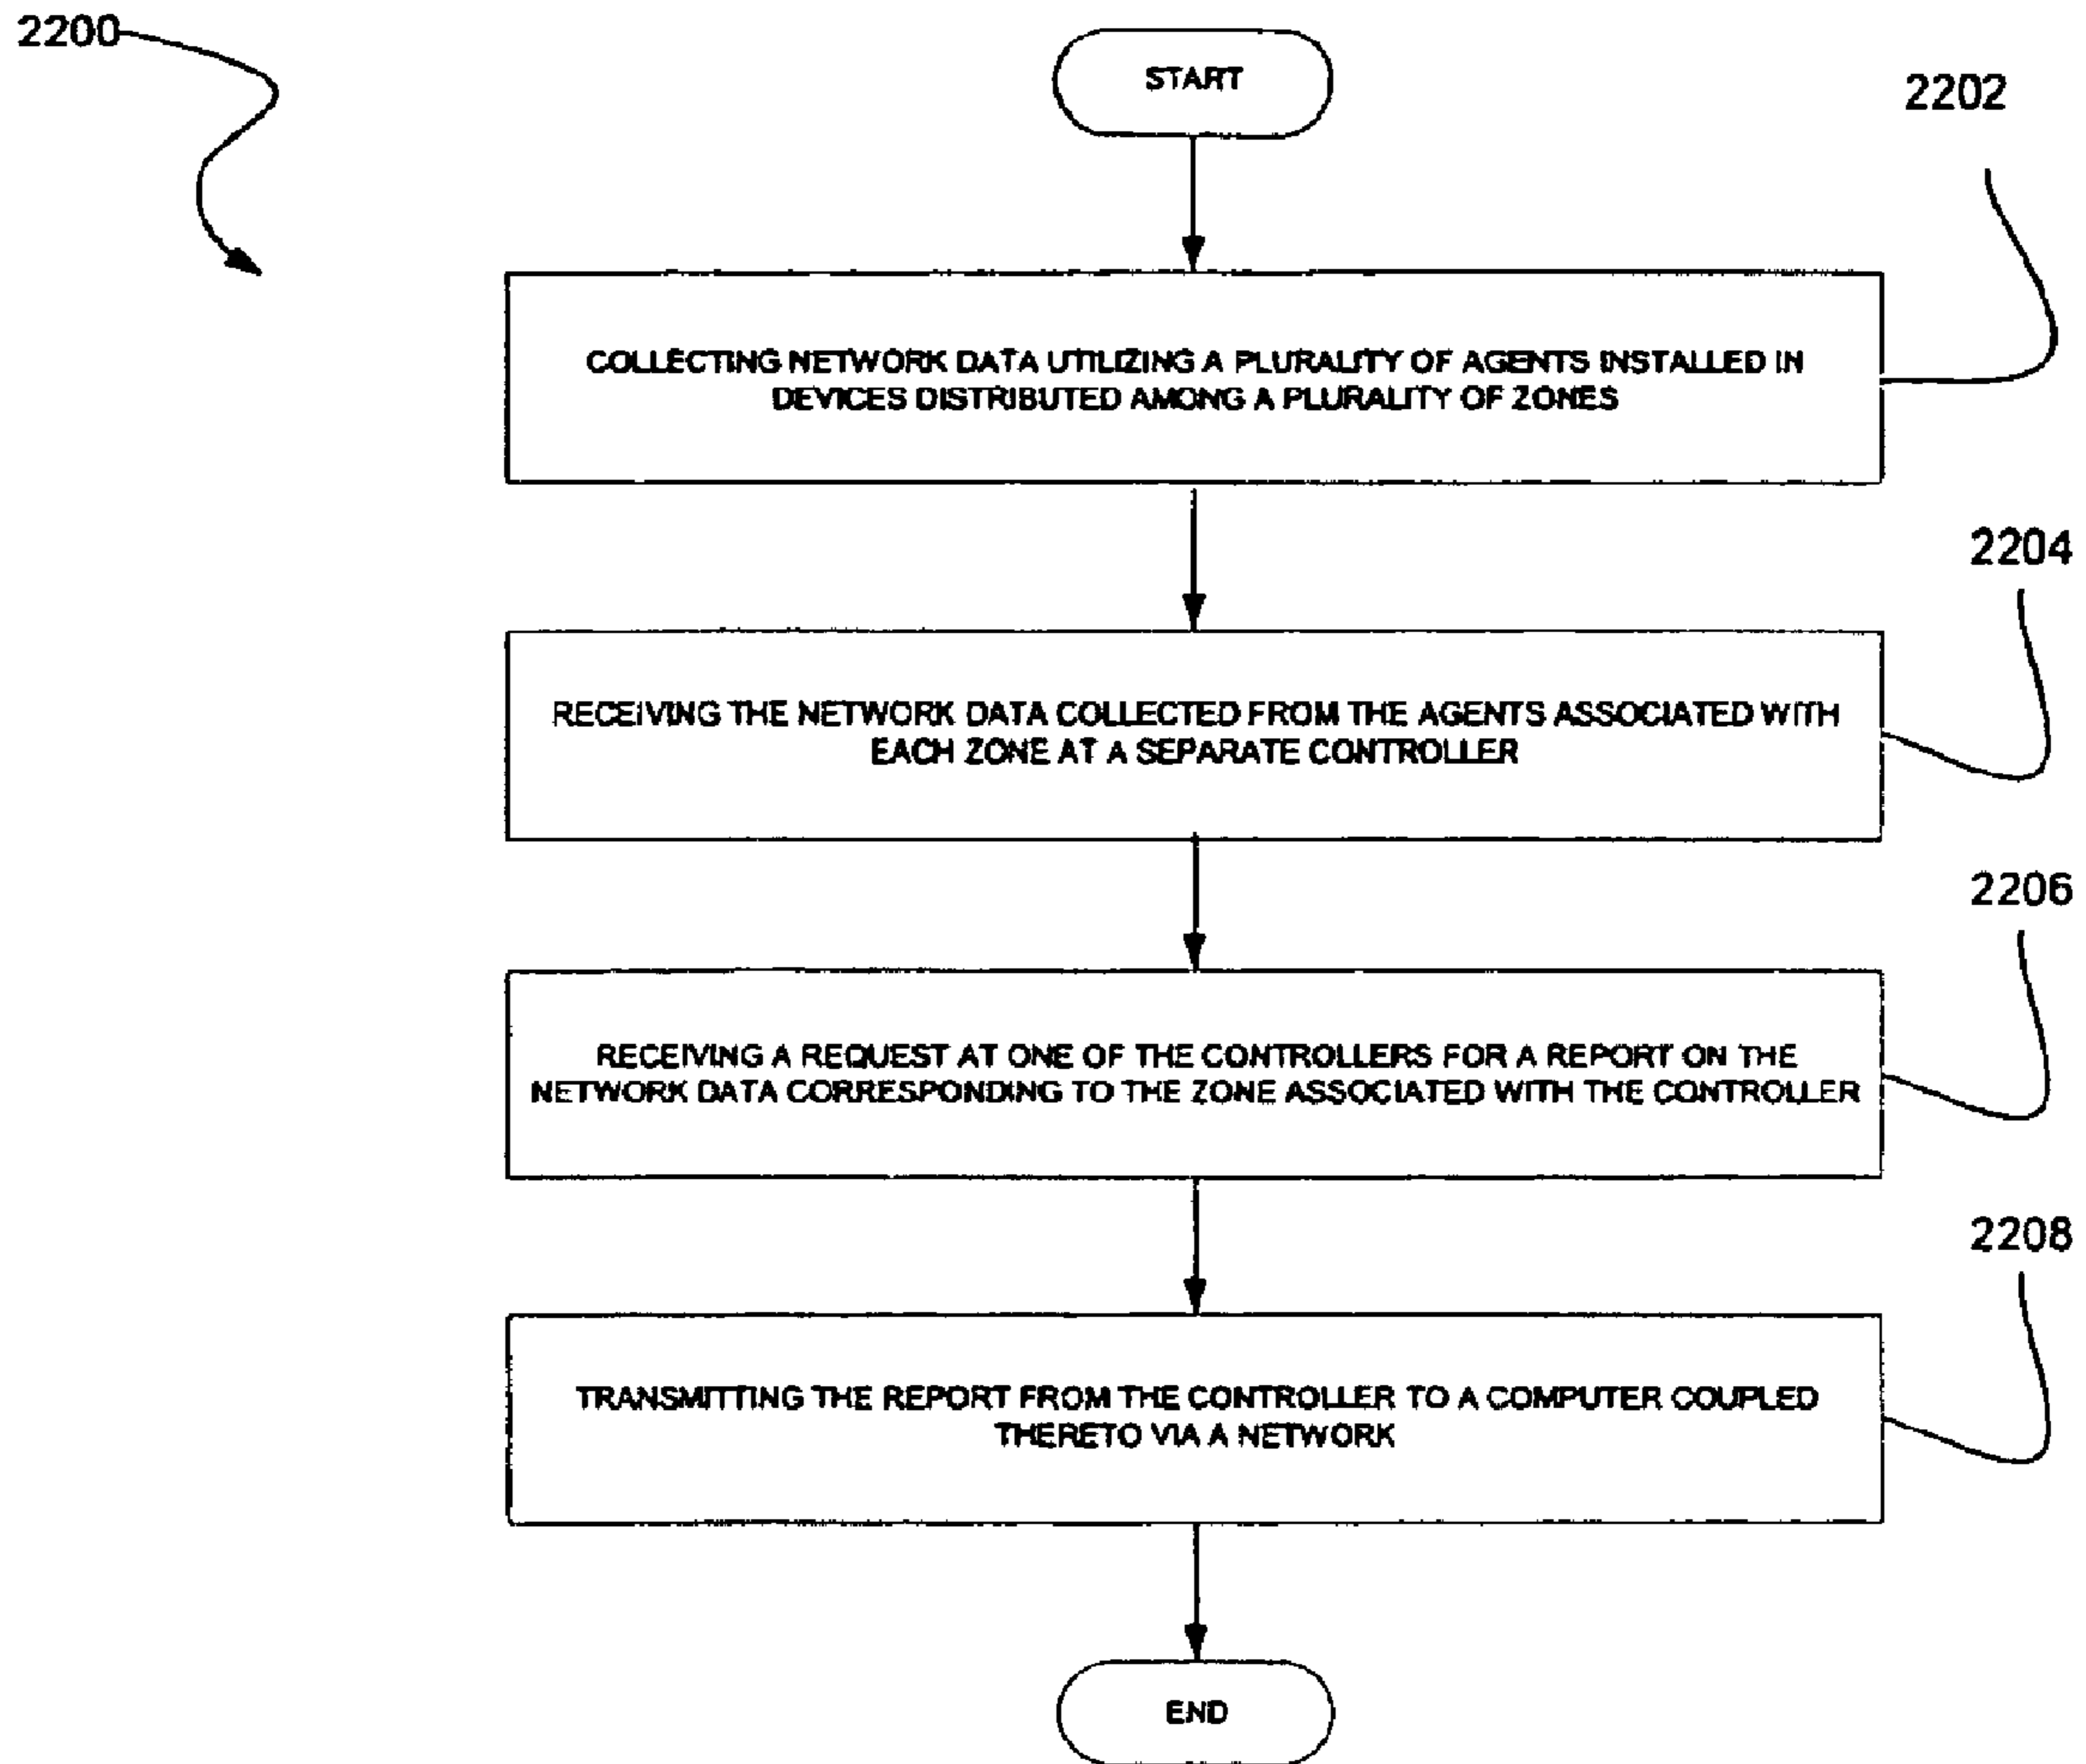 2200
START
2202
COLLECTING NETWORK DATA UTILIZING A PLURALITY OF AGENTS INSTALLED IN
DEVICES DISTRIBUTED AMONG A PLURALITY OF ZONES
2204
RECEIVING THE NETWORK DATA COLLECTED FROM THE AGENTS ASSOCIATED WITH
EACH ZONE AT A SEPARATE CONTROLLER
2206
RECEIVING A REQUEST AT ONE OF THE CONTROLLERS FOR A REPORT ON THE
NETWORK DATA CORRESPONDING TO THE ZONE ASSOCIATED WITH THE CONTROLLER
2208
TRANSMITTING THE REPORT FROM THE CONTROLLER TO A COMPUTER COUPLED
THERETO VIA A NETWORK
END